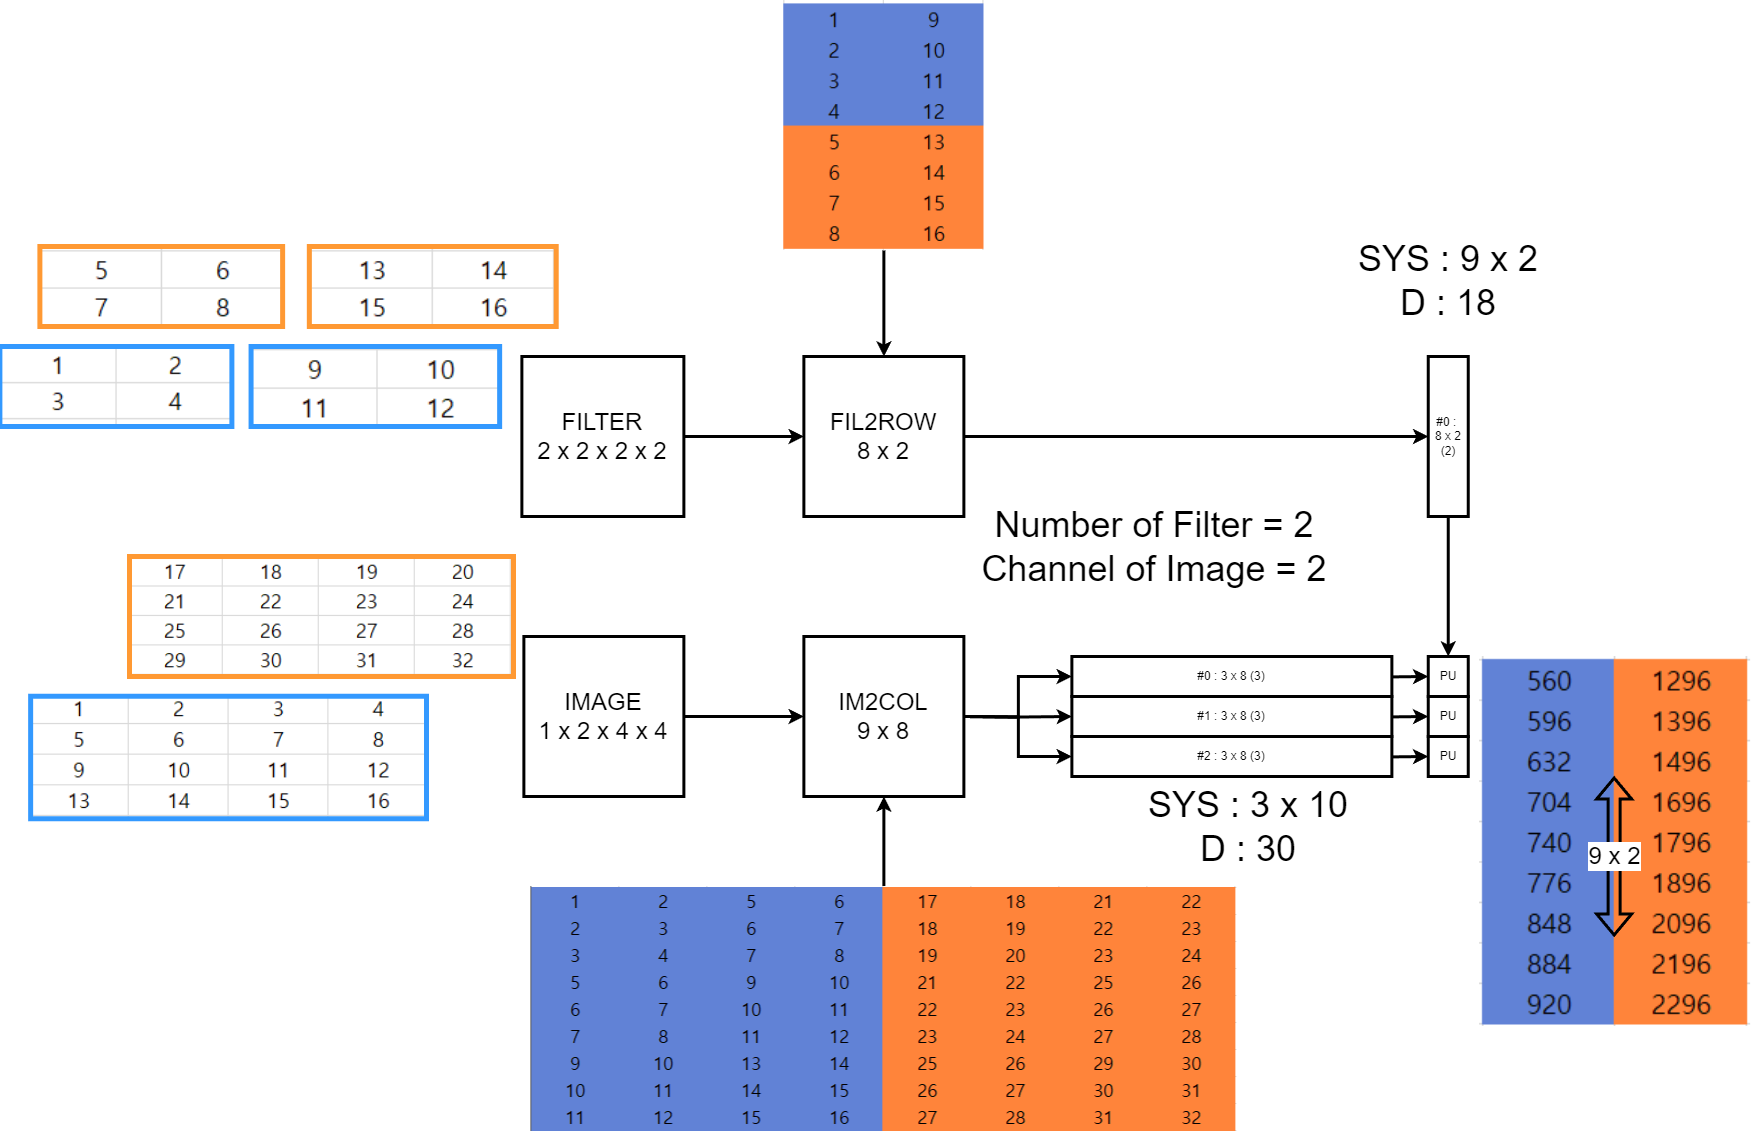 1 9
2 10
3 11
4 12
5 13
6 14
7 15
8 16
5 6
7 8
13 14
15 16
1 2
3 4
9 10
11 12
FILTER
2 x 2 x 2 x 2
FIL2ROW
8 x 2
SYS : 9 x 2
D : 18
#0 :
8 x 2
(2)
Number of Filter = 2
Channel of Image = 2
17 18 19 20
21 22 23 24
25 26 27 28
29 30 31 32
1 2 3 4
5 6 7 8
9 10 11 12
13 14 15 16
IMAGE
1 x 2 x 4 x 4
IM2COL
9 x 8
#0 : 3 x 8 (3)
#1 : 3 x 8 (3)
#2 : 3 x 8 (3)
PU
PU
PU
SYS : 3 x 10
D : 30
560 1296
596 1396
632 1496
704 1696
740 1796
9 x 2
776 1896
848 2096
884 2196
920 2296
1 2 5 6 17 18 21 22
2 3 6 7 18 19 22 23
3 4 7 8 19 20 23 24
5 6 9 10 21 22 25 26
6 7 10 11 22 23 26 27
7 8 11 12 23 24 27 28
9 10 13 14 25 26 29 30
10 11 14 15 26 27 30 31
11 12 15 16 27 28 31 32